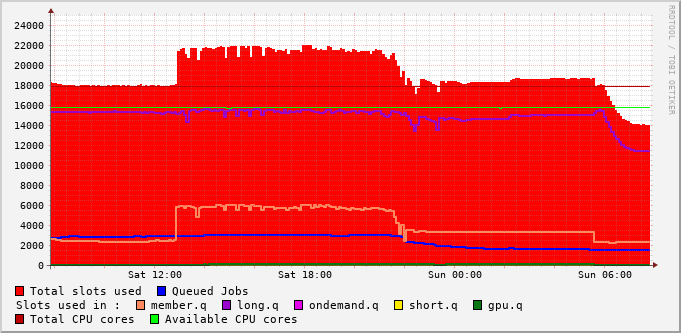 RRDTOOL / TOBI OETIKER
24000
22000
20000
18000
16000
14000
12000
10000
8000
6000
4000
2000
0
Sat 12:00 Sat 18:00 Sun 00:00 Sun 06:00
Total slots used Queued Jobs
Slots used in : member.q long.q ondemand.q short.q gpu.q
Total CPU cores Available CPU cores